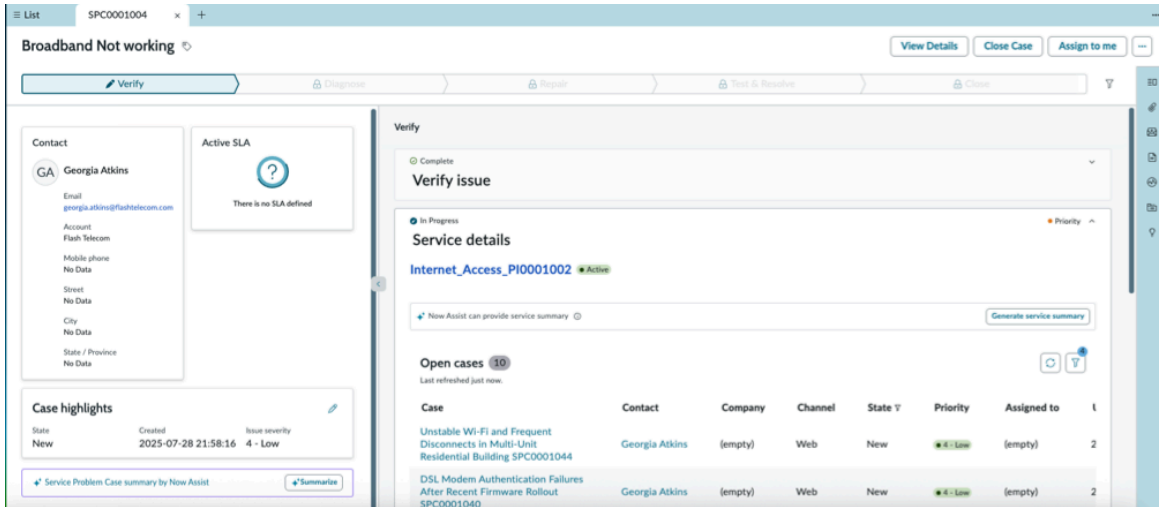 List
SPC0001004
Broadband Not working
View Details
Close Case
Assign to me
Verify
Diagnose
Repair
Test & Resolve
Close
Contact
GA
Georgia Atkins
Email
georgia.atkins@flashtelecom.com
Account
Flash Telecom
Mobile phone
No Data
Street
No Data
City
No Data
State / Province
No Data
Active SLA
There is no SLA defined
Case highlights
State Created Issue severity
New 2025-07-28 21:58:16 4 - Low
Service Problem Case summary by Now Assist
Summarize
Verify
Complete
Verify issue
In Progress
Priority
Service details
Internet_Access_PI0001002 Active
Now Assist can provide service summary
Generate service summary
Open cases 10
4
Last refreshed just now.
Case Contact Company Channel State Priority Assigned to
Unstable Wi-Fi and Frequent
Disconnects in Multi-Unit
Residential Building SPC0001044
Georgia Atkins (empty) Web New 4 - Low (empty) 2
DSL Modem Authentication Failures
After Recent Firmware Rollout
SPC0001040
Georgia Atkins (empty) Web New 4 - Low (empty) 2